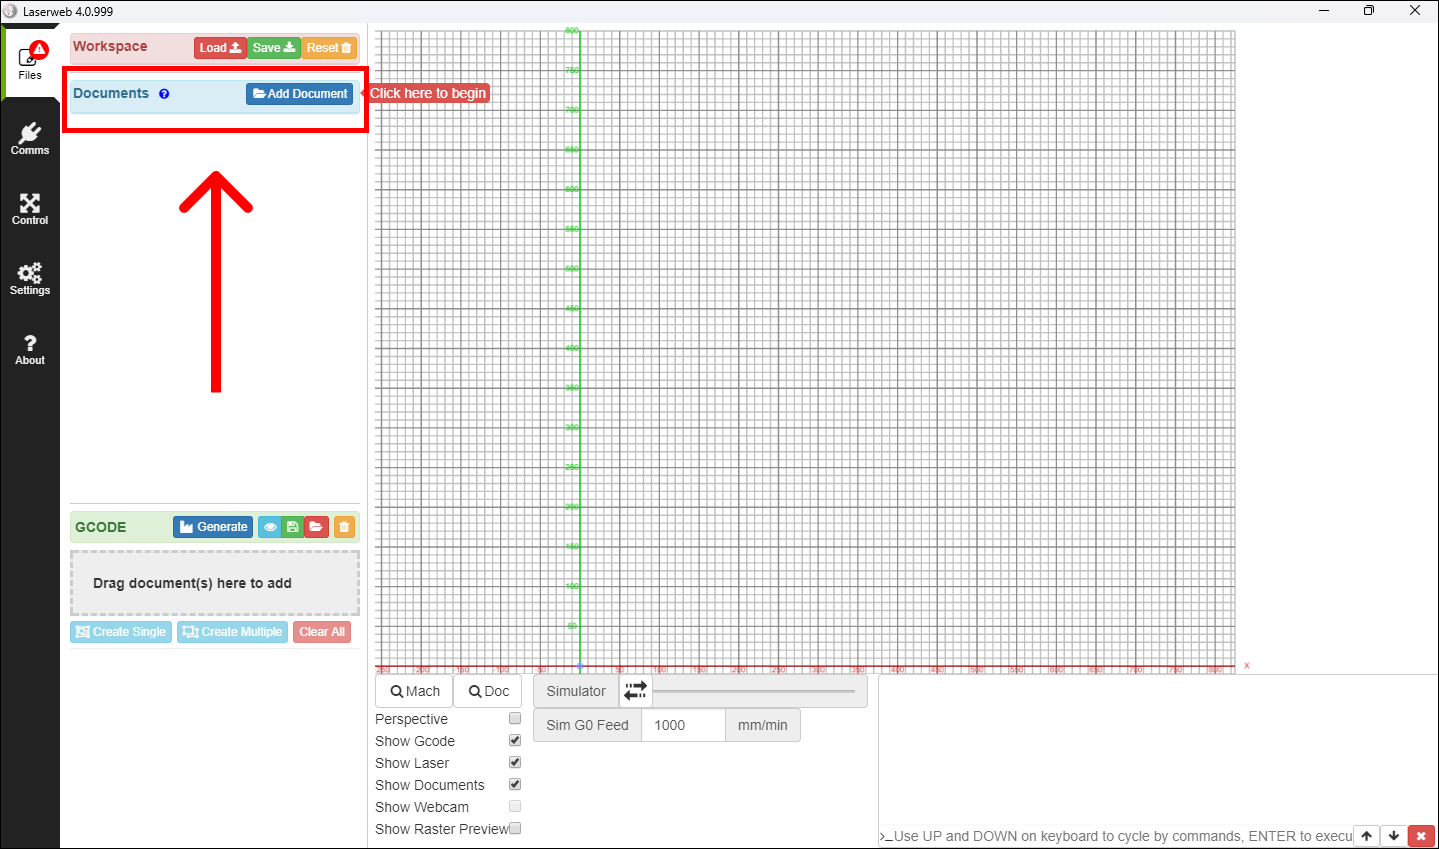 Laserweb 4.0.999
Files
Comms
Control
Settings
? About
Workspace Load Save Reset
Documents ? Add Document
Click here to begin
GCODE Generate
Drag document(s) here to add
Create Single Create Multiple Clear All
800
750
700
650
600
550
500
450
400
350
300
250
200
150
100
50
-250 -200 -150 -100 -50 50 100 150 200 250 300 350 400 450 500 550 600 650 700 750 800 X
Mach Doc Simulator
Perspective
Sim G0 Feed 1000 mm/min
Show Gcode
Show Laser
Show Documents
Show Webcam
Show Raster Preview
>_Use UP and DOWN on keyboard to cycle by commands, ENTER to execu